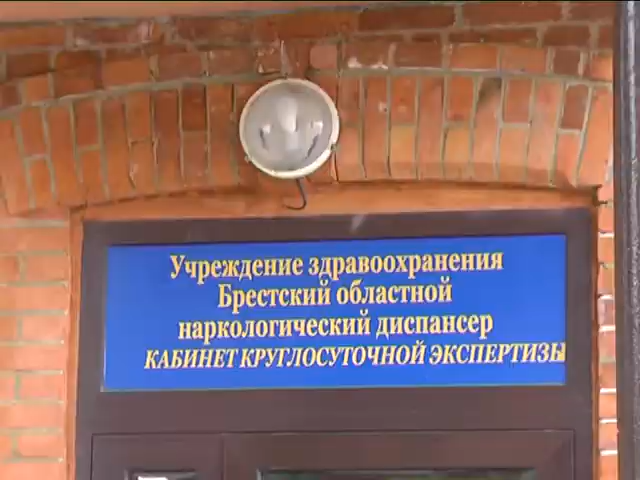 Учреждение здравоохранения
Брестский областной
наркологический диспансер
КАБИНЕТ КРУГЛОСУТОЧНОЙ ЭКСПЕРТИЗЫ